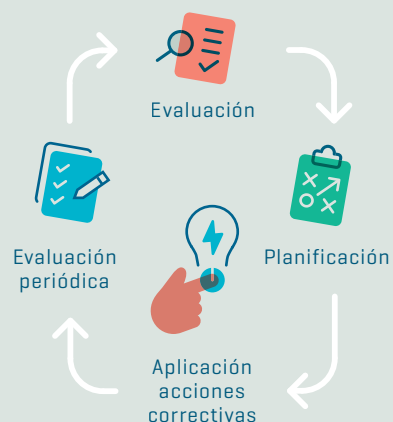 Evaluación
Planificación
Aplicación
acciones
correctivas
Evaluación
periódica